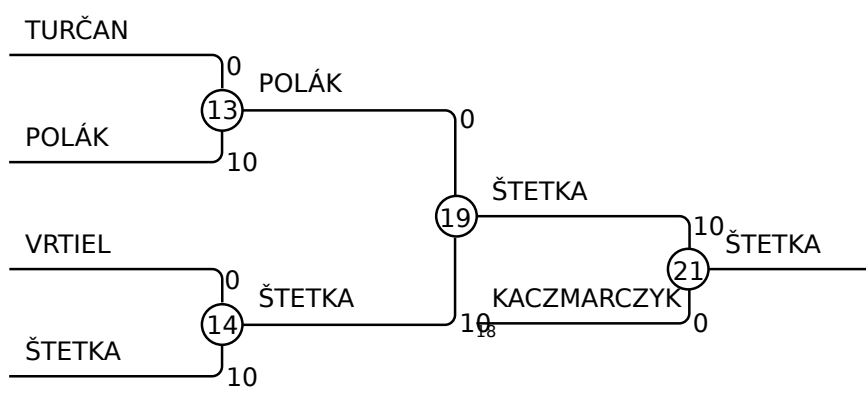 TURČAN
0
13
POLÁK
POLÁK
10
0
VRTIEL
0
14
ŠTETKA
ŠTETKA
10
19
ŠTETKA
10
18
KACZMARCZYK
10
0
21
ŠTETKA